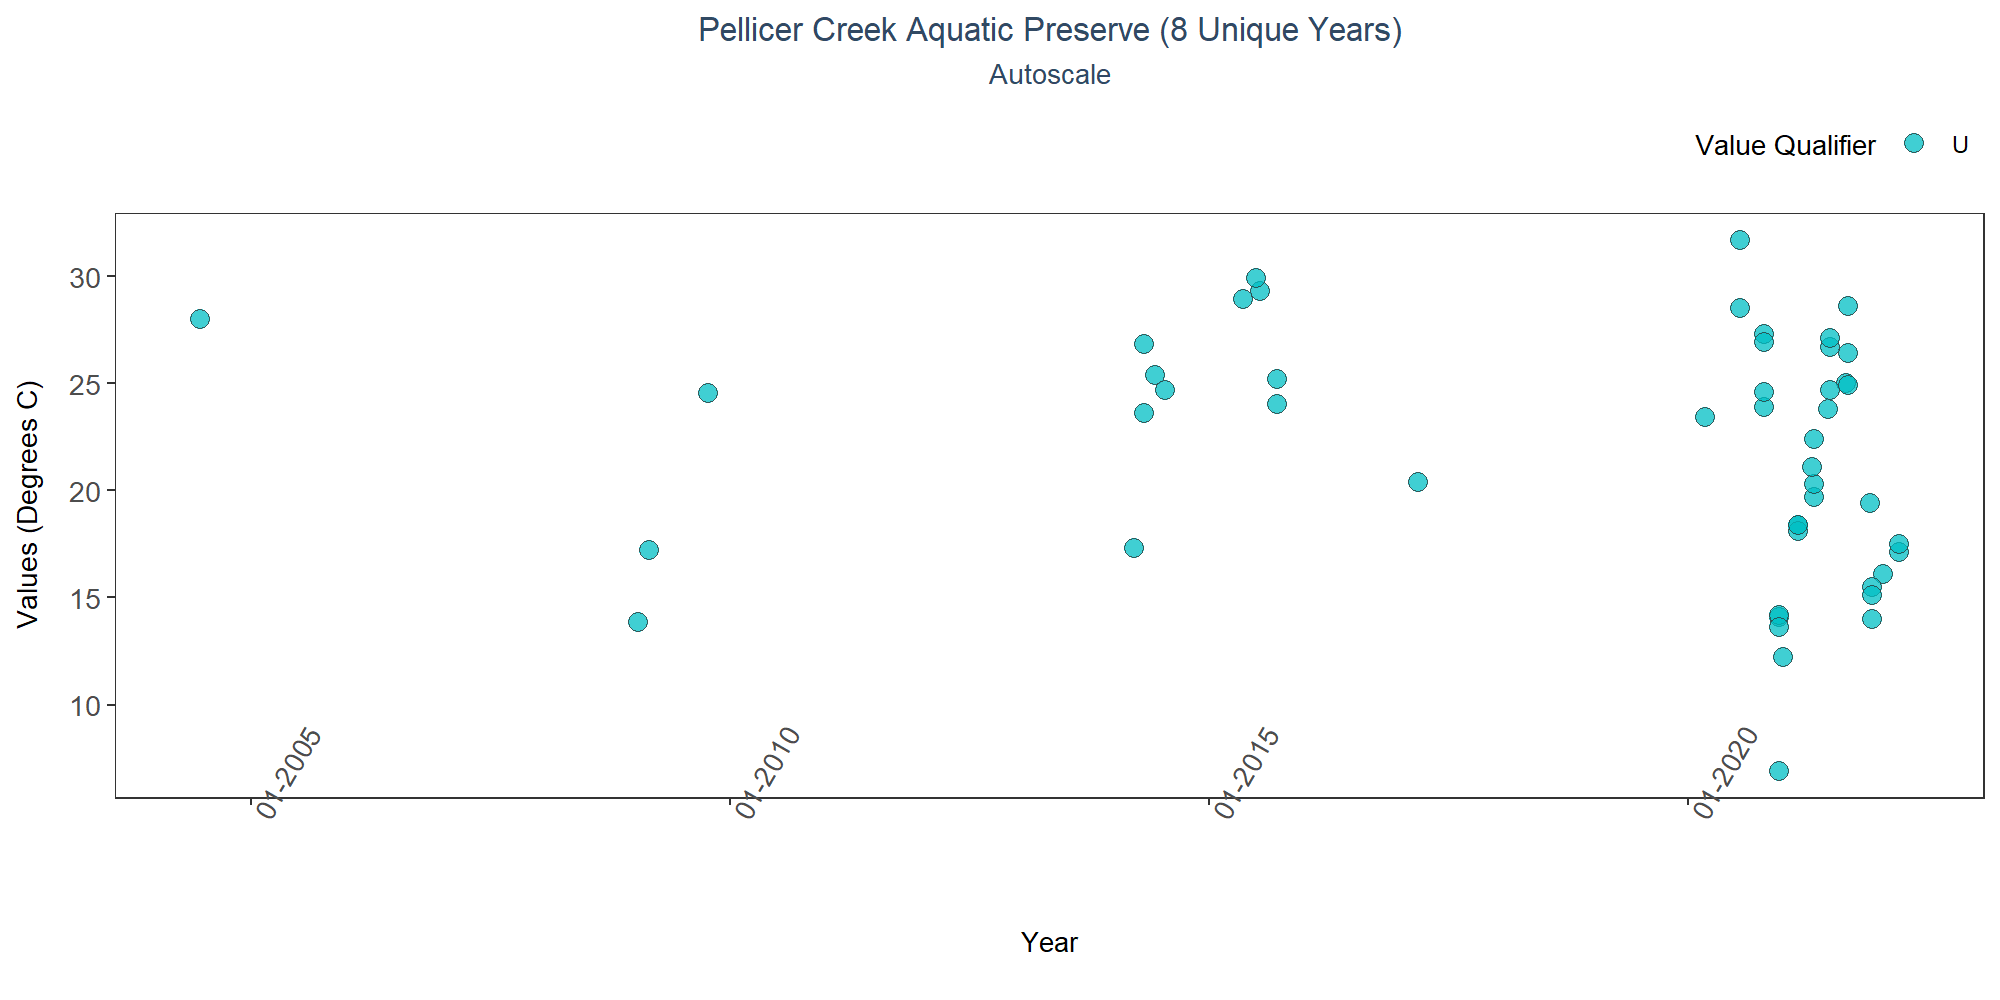 Pellicer Creek Aquatic Preserve (8 Unique Years)
Autoscale
Value Qualifier U
Values (Degrees C)
30
25
20
15
10
01-2005 01-2010 01-2015 01-2020
Year